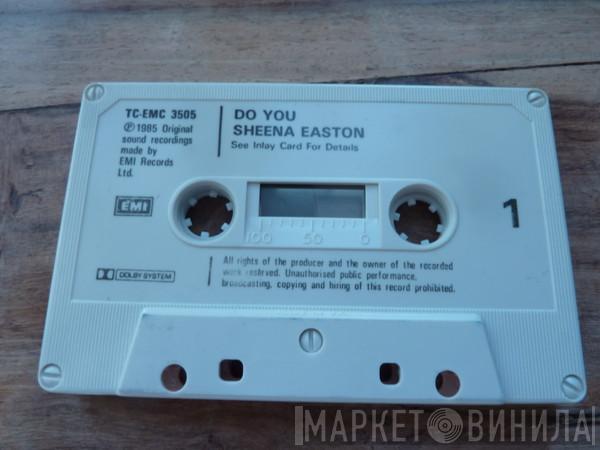 TC-EMC 3505
℗1985 Original
sound recordings
made by
EMI Records
Ltd.
DO YOU
SHEENA EASTON
See Inlay Card For Details
EMI
1
100 50 0
DOLBY SYSTEM
All rights of the producer and the owner of the recorded
work reserved. Unauthorised public performance,
broadcasting, copying and hiring of this record prohibited.
МАРКЕТ ВИНИЛА